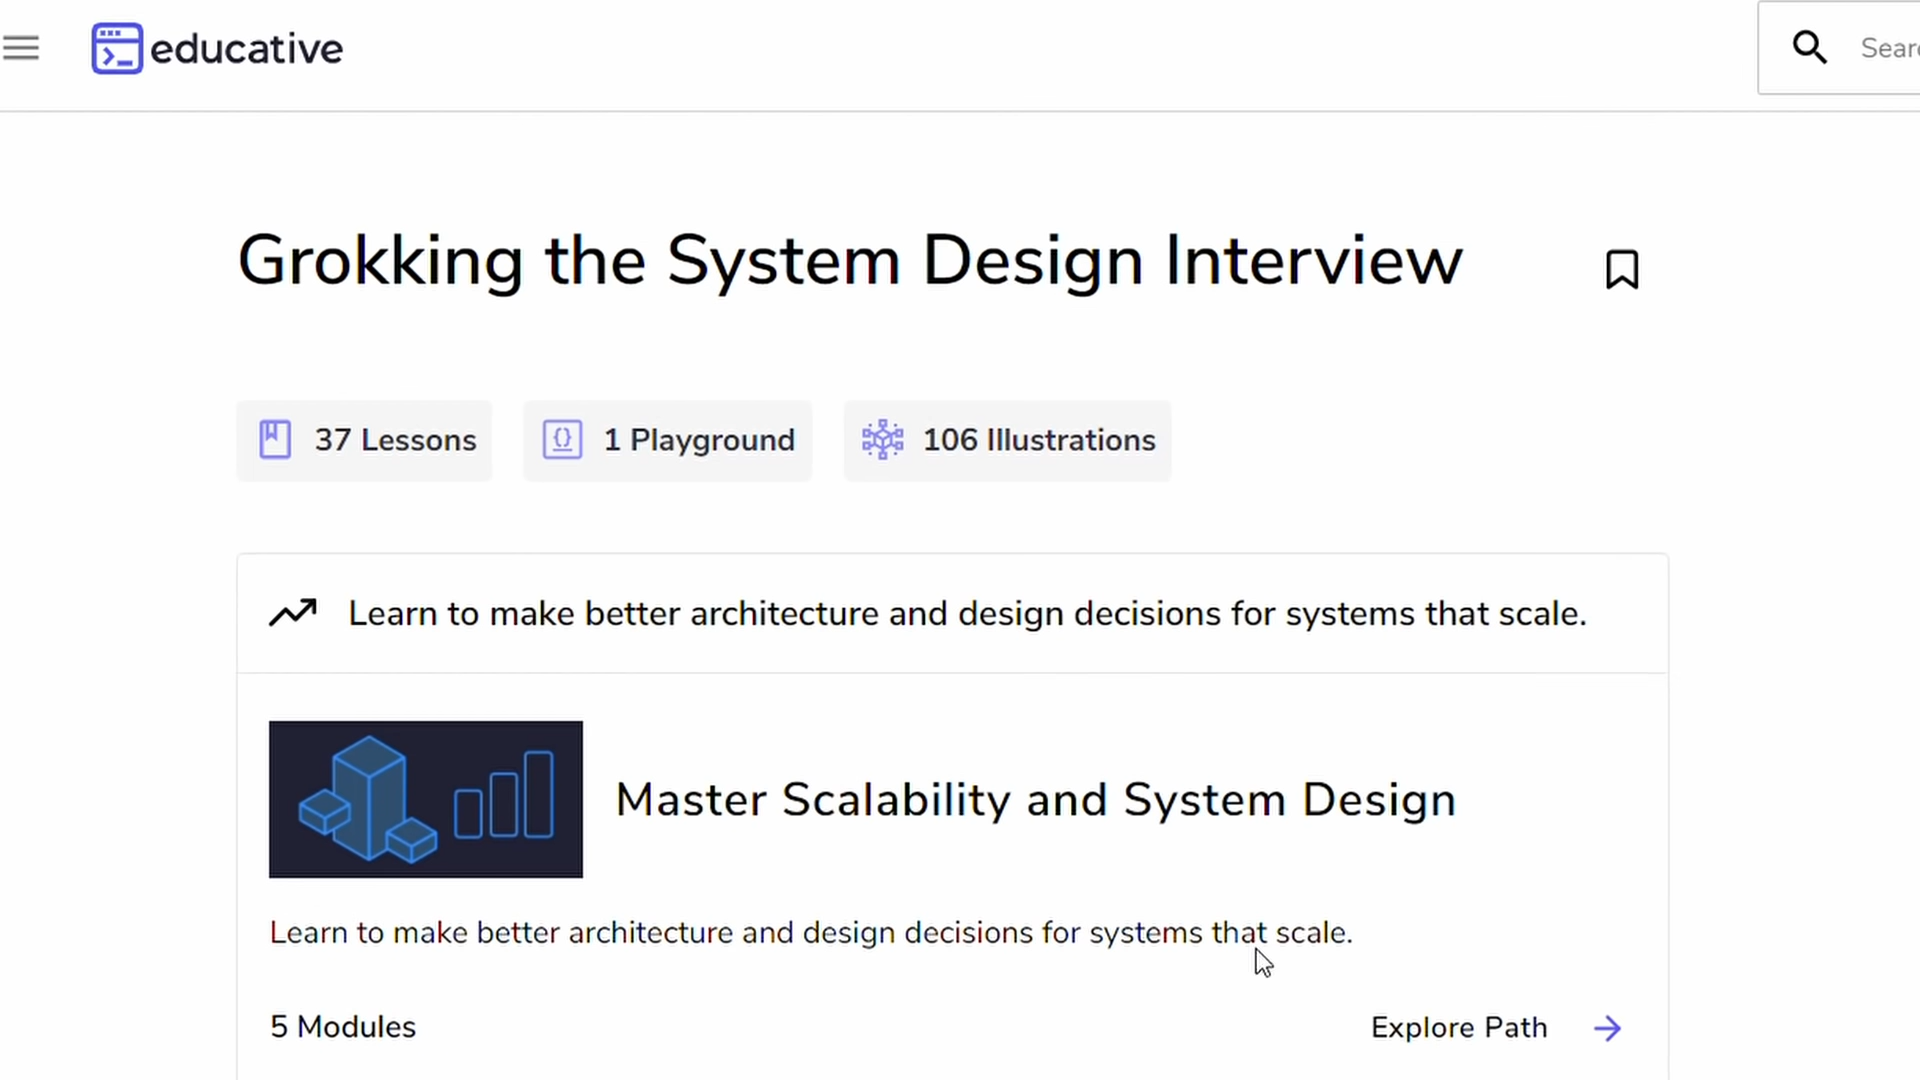 educative
Grokking the System Design Interview
37 Lessons
1 Playground
106 Illustrations
Learn to make better architecture and design decisions for systems that scale.
Master Scalability and System Design
Learn to make better architecture and design decisions for systems that scale.
5 Modules
Explore Path